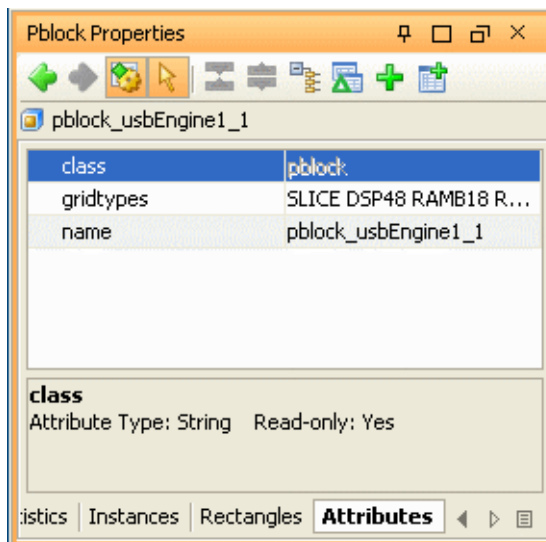 Pblock Properties
pblock_usbEngine1_1
class pblock
gridtypes SLICE DSP48 RAMB18 R...
name pblock_usbEngine1_1
class
Attribute Type: String Read-only: Yes
istics Instances Rectangles Attributes